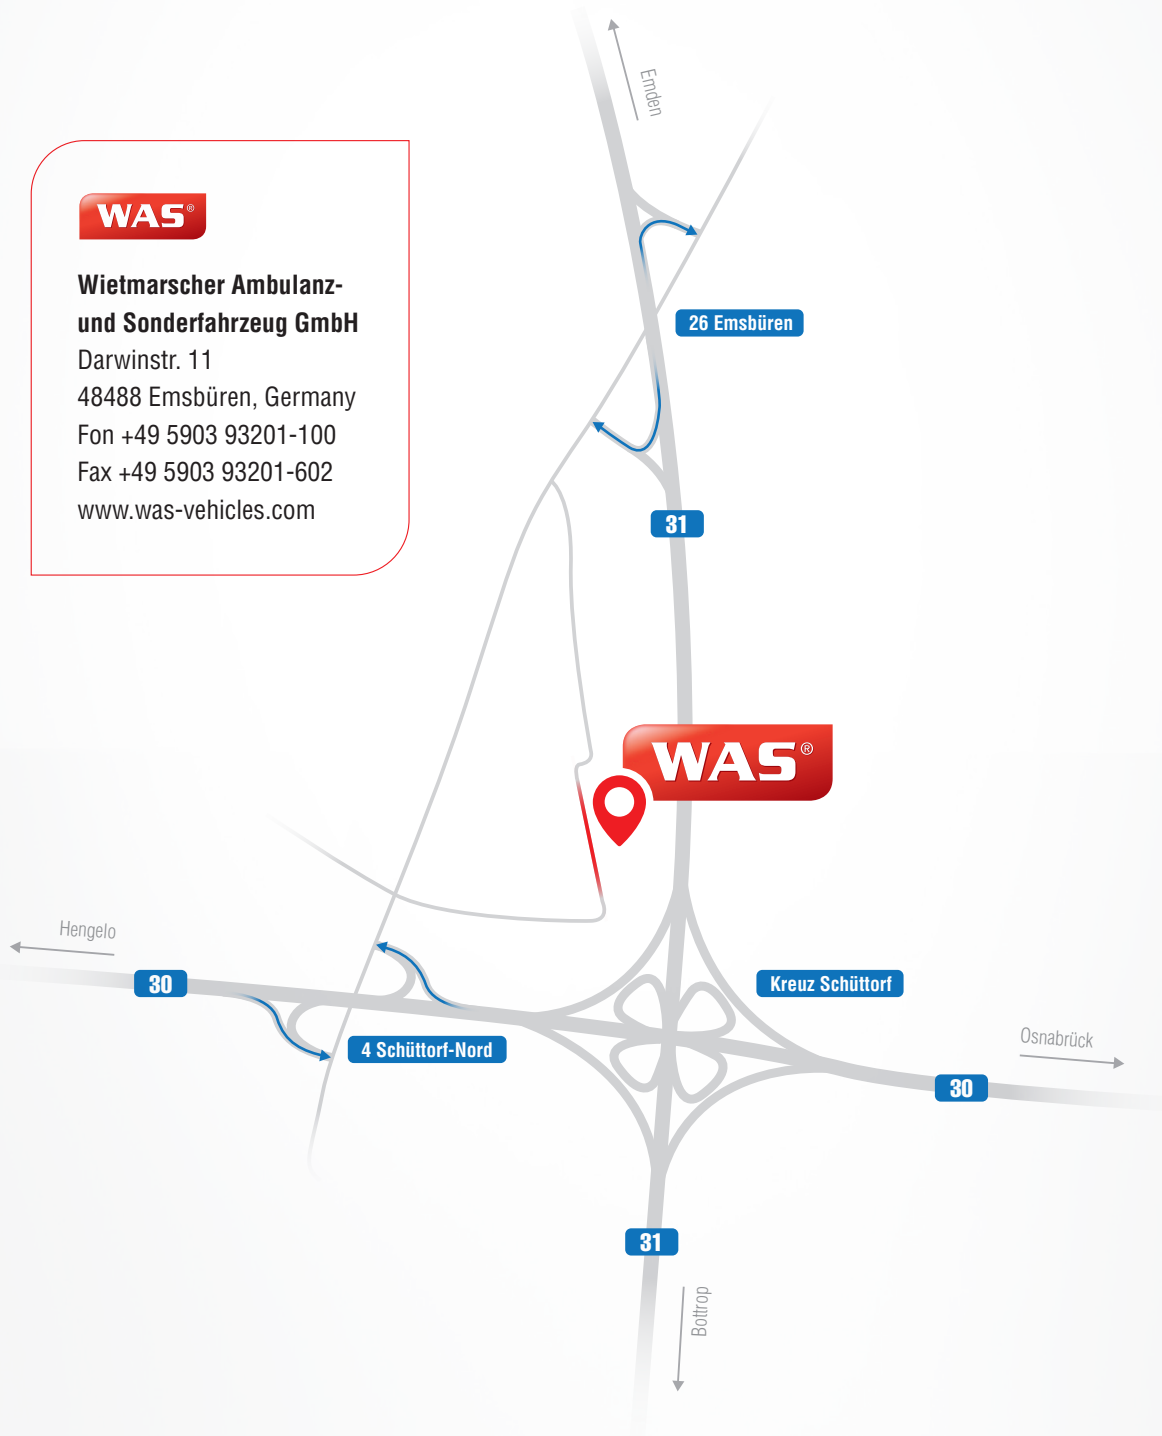 Emden
WAS®
Wietmarscher Ambulanz-
und Sonderfahrzeug GmbH
Darwinstr. 11
48488 Emsbüren, Germany
Fon +49 5903 93201-100
Fax +49 5903 93201-602
www.was-vehicles.com
26 Emsbüren
31
WAS®
Hengelo
30
Kreuz Schüttorf
4 Schüttorf-Nord
Osnabrück
30
31
Bottrop